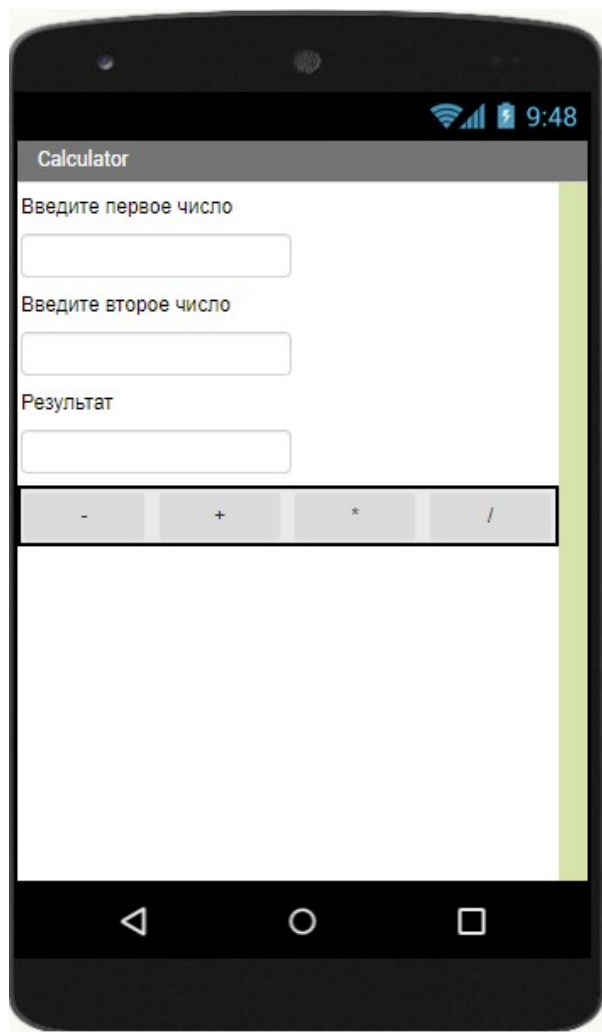 9:48
Calculator
Введите первое число
Введите второе число
Результат
- + * /